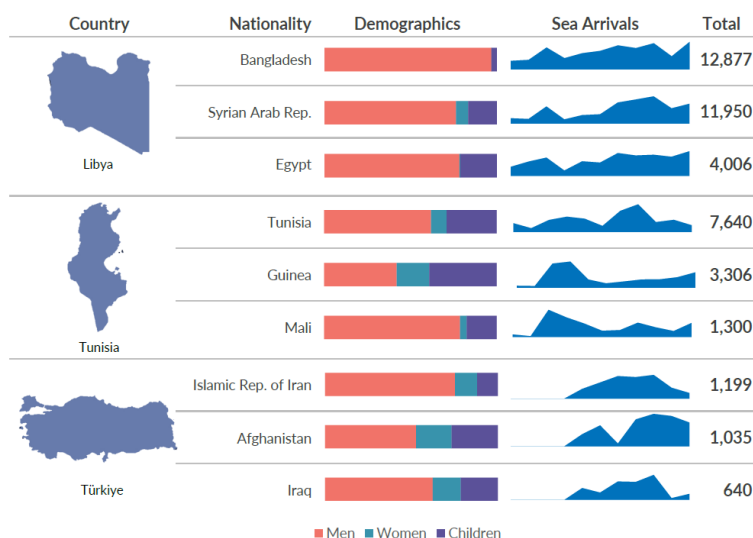 Country Nationality Demographics Sea Arrivals Total
Bangladesh 12,877
Syrian Arab Rep. 11,950
Libya
Egypt 4,006
Tunisia 7,640
Guinea 3,306
Mali 1,300
Tunisia
Islamic Rep. of Iran 1,199
Afghanistan 1,035
Türkiye Iraq 640
Men Women Children